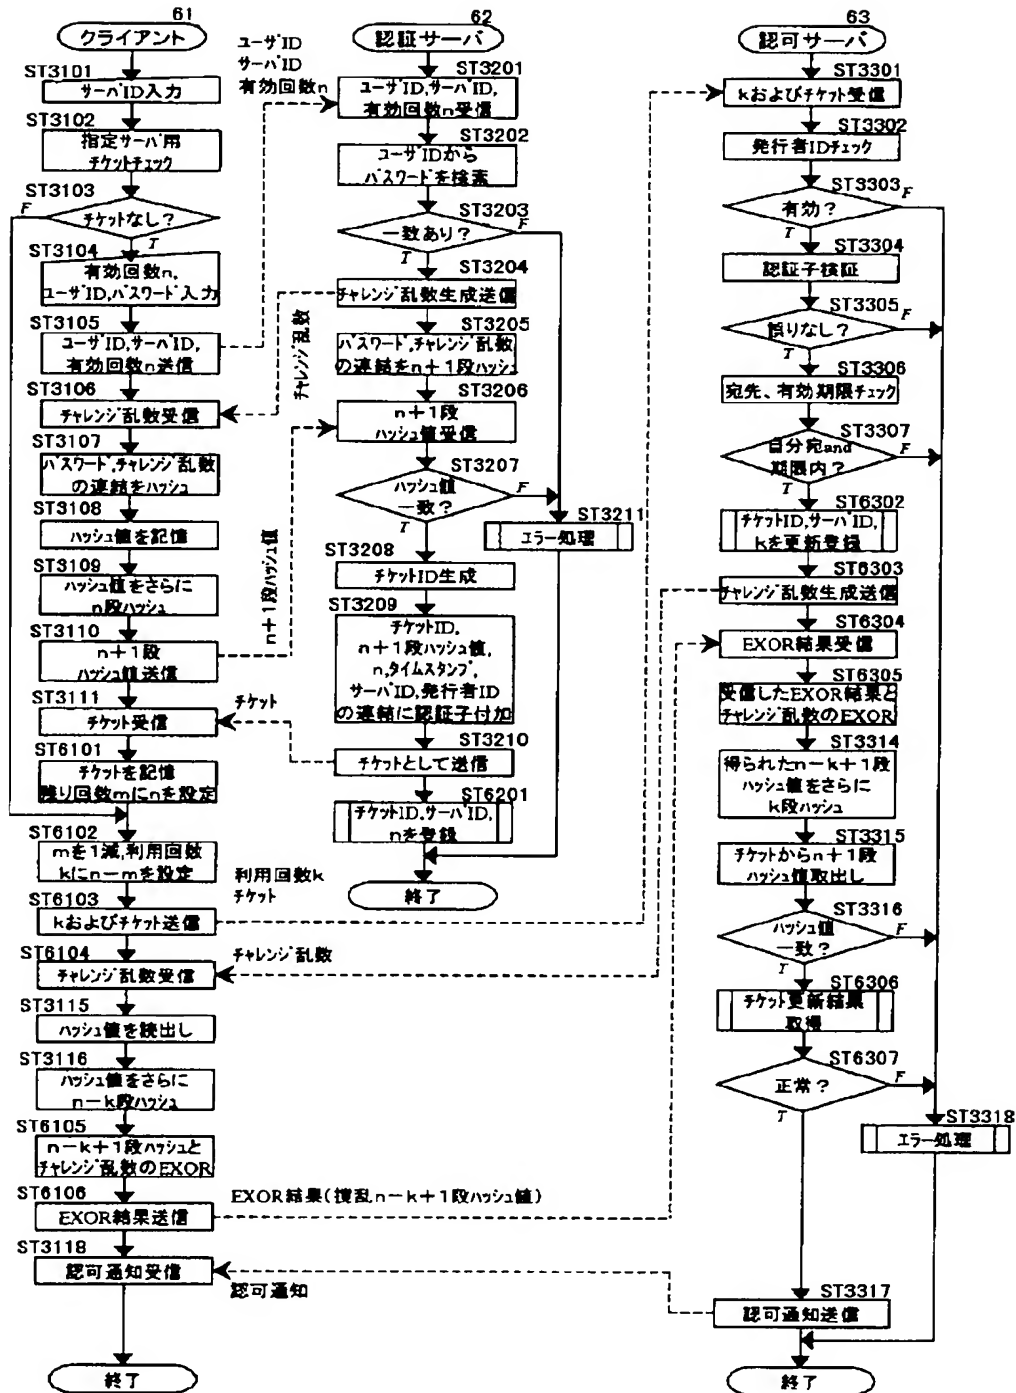 61
クライアント
ST3101
サーバID入力
ST3102
指定サーバ用
チケットチェック
ST3103
F
チケットなし?
T
ST3104
有効回数n,
ユーザID,パスワード入力
ST3105
ユーザID,サーバID,
有効回数n送信
ST3106
チャレンジ乱数受信
ST3107
パスワード,チャレンジ乱数
の連結をハッシュ
ST3108
ハッシュ値を記憶
ST3109
ハッシュ値をさらに
n段ハッシュ
ST3110
n+1段
ハッシュ値送信
ST3111
チケット受信
ST6101
チケットを記憶
残り回数mにnを設定
ST6102
mを1減,利用回数
kにn-mを設定
ST6103
kおよびチケット送信
ST6104
チャレンジ乱数受信
ST3115
ハッシュ値を読出し
ST3116
ハッシュ値をさらに
n-k段ハッシュ
ST6105
n-k+1段ハッシュと
チャレンジ乱数のEXOR
ST6106
EXOR結果送信
ST3118
認可通知受信
終了
ユーザID
サーバID
有効回数n
チャレンジ乱数
n+1段ハッシュ値
チケット
利用回数k
チケット
チャレンジ乱数
EXOR結果(撹乱n-k+1段ハッシュ値)
認可通知
62
認証サーバ
ST3201
ユーザID,サーバID,
有効回数n受信
ST3202
ユーザIDから
パスワードを検索
ST3203
一致あり?
F
T
ST3204
チャレンジ乱数生成送信
ST3205
パスワード,チャレンジ乱数
の連結をn+1段ハッシュ
ST3206
n+1段
ハッシュ値受信
ST3207
ハッシュ値
一致?
F
T
ST3211
エラー処理
ST3208
チケットID生成
ST3209
チケットID,
n+1段ハッシュ値,
n,タイムスタンプ,
サーバID,発行者ID
の連結に認証子付加
ST3210
チケットとして送信
ST6201
チケットID,サーバID,
nを登録
終了
63
認可サーバ
ST3301
kおよびチケット受信
ST3302
発行者IDチェック
ST3303
有効?
F
T
ST3304
認証子検証
ST3305
誤りなし?
F
T
ST3306
宛先、有効期限チェック
ST3307
自分宛and
期限内?
F
T
ST6302
チケットID,サーバID,
kを更新登録
ST6303
チャレンジ乱数生成送信
ST6304
EXOR結果受信
ST6305
受信したEXOR結果と
チャレンジ乱数のEXOR
ST3314
得られたn-k+1段
ハッシュ値をさらに
k段ハッシュ
ST3315
チケットからn+1段
ハッシュ値取出し
ST3316
ハッシュ値
一致?
F
T
ST6306
チケット更新結果
取得
ST6307
正常?
F
T
ST3318
エラー処理
ST3317
認可通知送信
終了